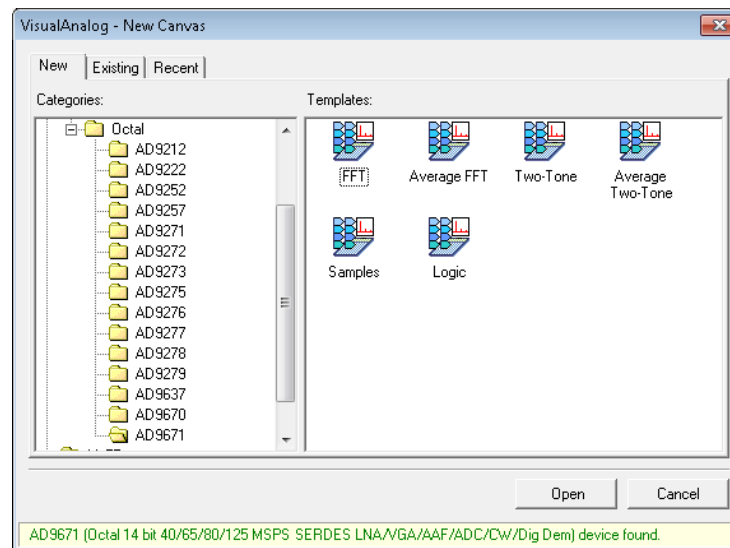 VisualAnalog - New Canvas
New Existing Recent
Categories:
Templates:
Octal
AD9212
AD9222
AD9252
AD9257
AD9271
AD9272
AD9273
AD9275
AD9276
AD9277
AD9278
AD9279
AD9637
AD9670
AD9671
FFT
Average FFT
Two-Tone
Average
Two-Tone
Samples
Logic
Open
Cancel
AD9671 (Octal 14 bit 40/65/80/125 MSPS SERDES LNA/VGA/AAF/ADC/CW/Dig Dem) device found.